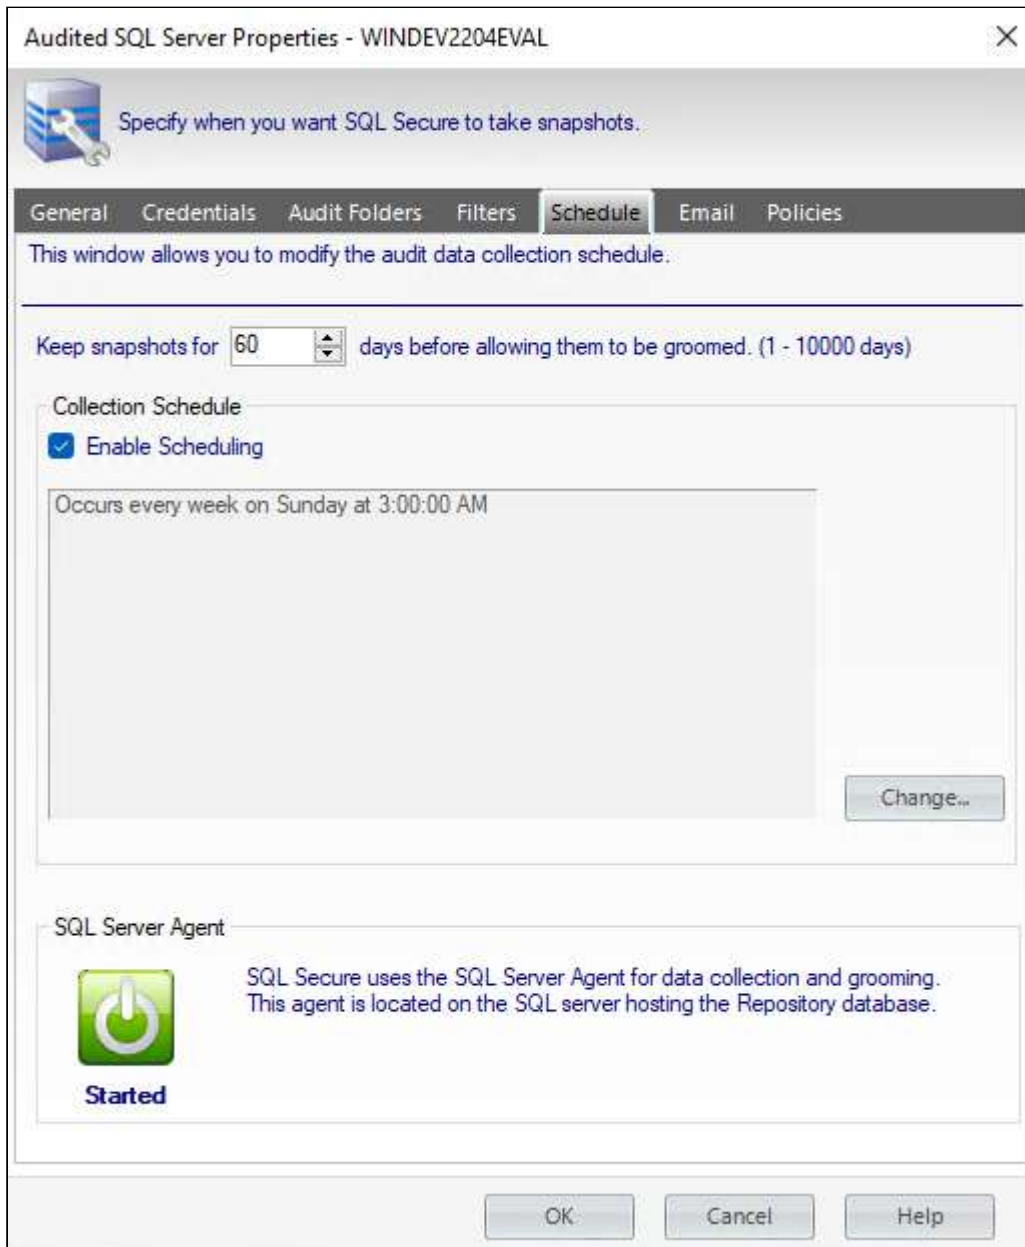 Audited SQL Server Properties - WINDEV2204EVAL
Specify when you want SQL Secure to take snapshots.
General Credentials Audit Folders Filters Schedule Email Policies
This window allows you to modify the audit data collection schedule.
Keep snapshots for 60 days before allowing them to be groomed. (1 - 10000 days)
Collection Schedule
Enable Scheduling
Occurs every week on Sunday at 3:00:00 AM
Change...
SQL Server Agent
SQL Secure uses the SQL Server Agent for data collection and grooming.
This agent is located on the SQL server hosting the Repository database.
Started
OK Cancel Help